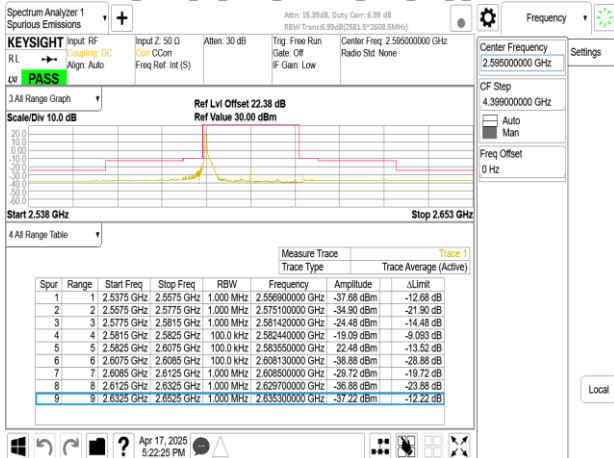 Spectrum Analyzer 1
Spurious Emissions
Attn: 15.39dB, Duty Corr: 6.99 dB
RBW Trans:6.99dB(2581.5~2608.5MHz)
Frequency
KEYSIGHT
RL
LXI
PASS
Input: RF
Coupling: DC
Align: Auto
Input Z: 50 Ω
Corr CCorr
Freq Ref: Int (S)
Atten: 30 dB
Trig: Free Run
Gate: Off
IF Gain: Low
Center Freq: 2.595000000 GHz
Radio Std: None
Center Frequency
2.595000000 GHz
Settings
CF Step
4.399000000 GHz
Auto
Man
Freq Offset
0 Hz
Local
3 All Range Graph
Scale/Div 10.0 dB
Ref Lvl Offset 22.38 dB
Ref Value 30.00 dBm
20.0
10.0
0.00
-10.0
-20.0
-30.0
-40.0
-50.0
-60.0
Start 2.538 GHz
Stop 2.653 GHz
4 All Range Table
Measure Trace Trace 1
Trace Type Trace Average (Active)
Spur Range Start Freq Stop Freq RBW Frequency Amplitude ΔLimit
1 1 2.5375 GHz 2.5575 GHz 1.000 MHz 2.556900000 GHz -37.68 dBm -12.68 dB
2 2 2.5575 GHz 2.5775 GHz 1.000 MHz 2.575100000 GHz -34.90 dBm -21.90 dB
3 3 2.5775 GHz 2.5815 GHz 1.000 MHz 2.581420000 GHz -24.48 dBm -14.48 dB
4 4 2.5815 GHz 2.5825 GHz 100.0 kHz 2.582440000 GHz -19.09 dBm -9.093 dB
5 5 2.5825 GHz 2.6075 GHz 100.0 kHz 2.583550000 GHz 22.48 dBm -13.52 dB
6 6 2.6075 GHz 2.6085 GHz 100.0 kHz 2.608130000 GHz -38.88 dBm -28.88 dB
7 7 2.6085 GHz 2.6125 GHz 1.000 MHz 2.608500000 GHz -29.72 dBm -19.72 dB
8 8 2.6125 GHz 2.6325 GHz 1.000 MHz 2.629700000 GHz -36.88 dBm -23.88 dB
9 9 2.6325 GHz 2.6525 GHz 1.000 MHz 2.635300000 GHz -37.22 dBm -12.22 dB
?
Apr 17, 2025
5:22:25 PM